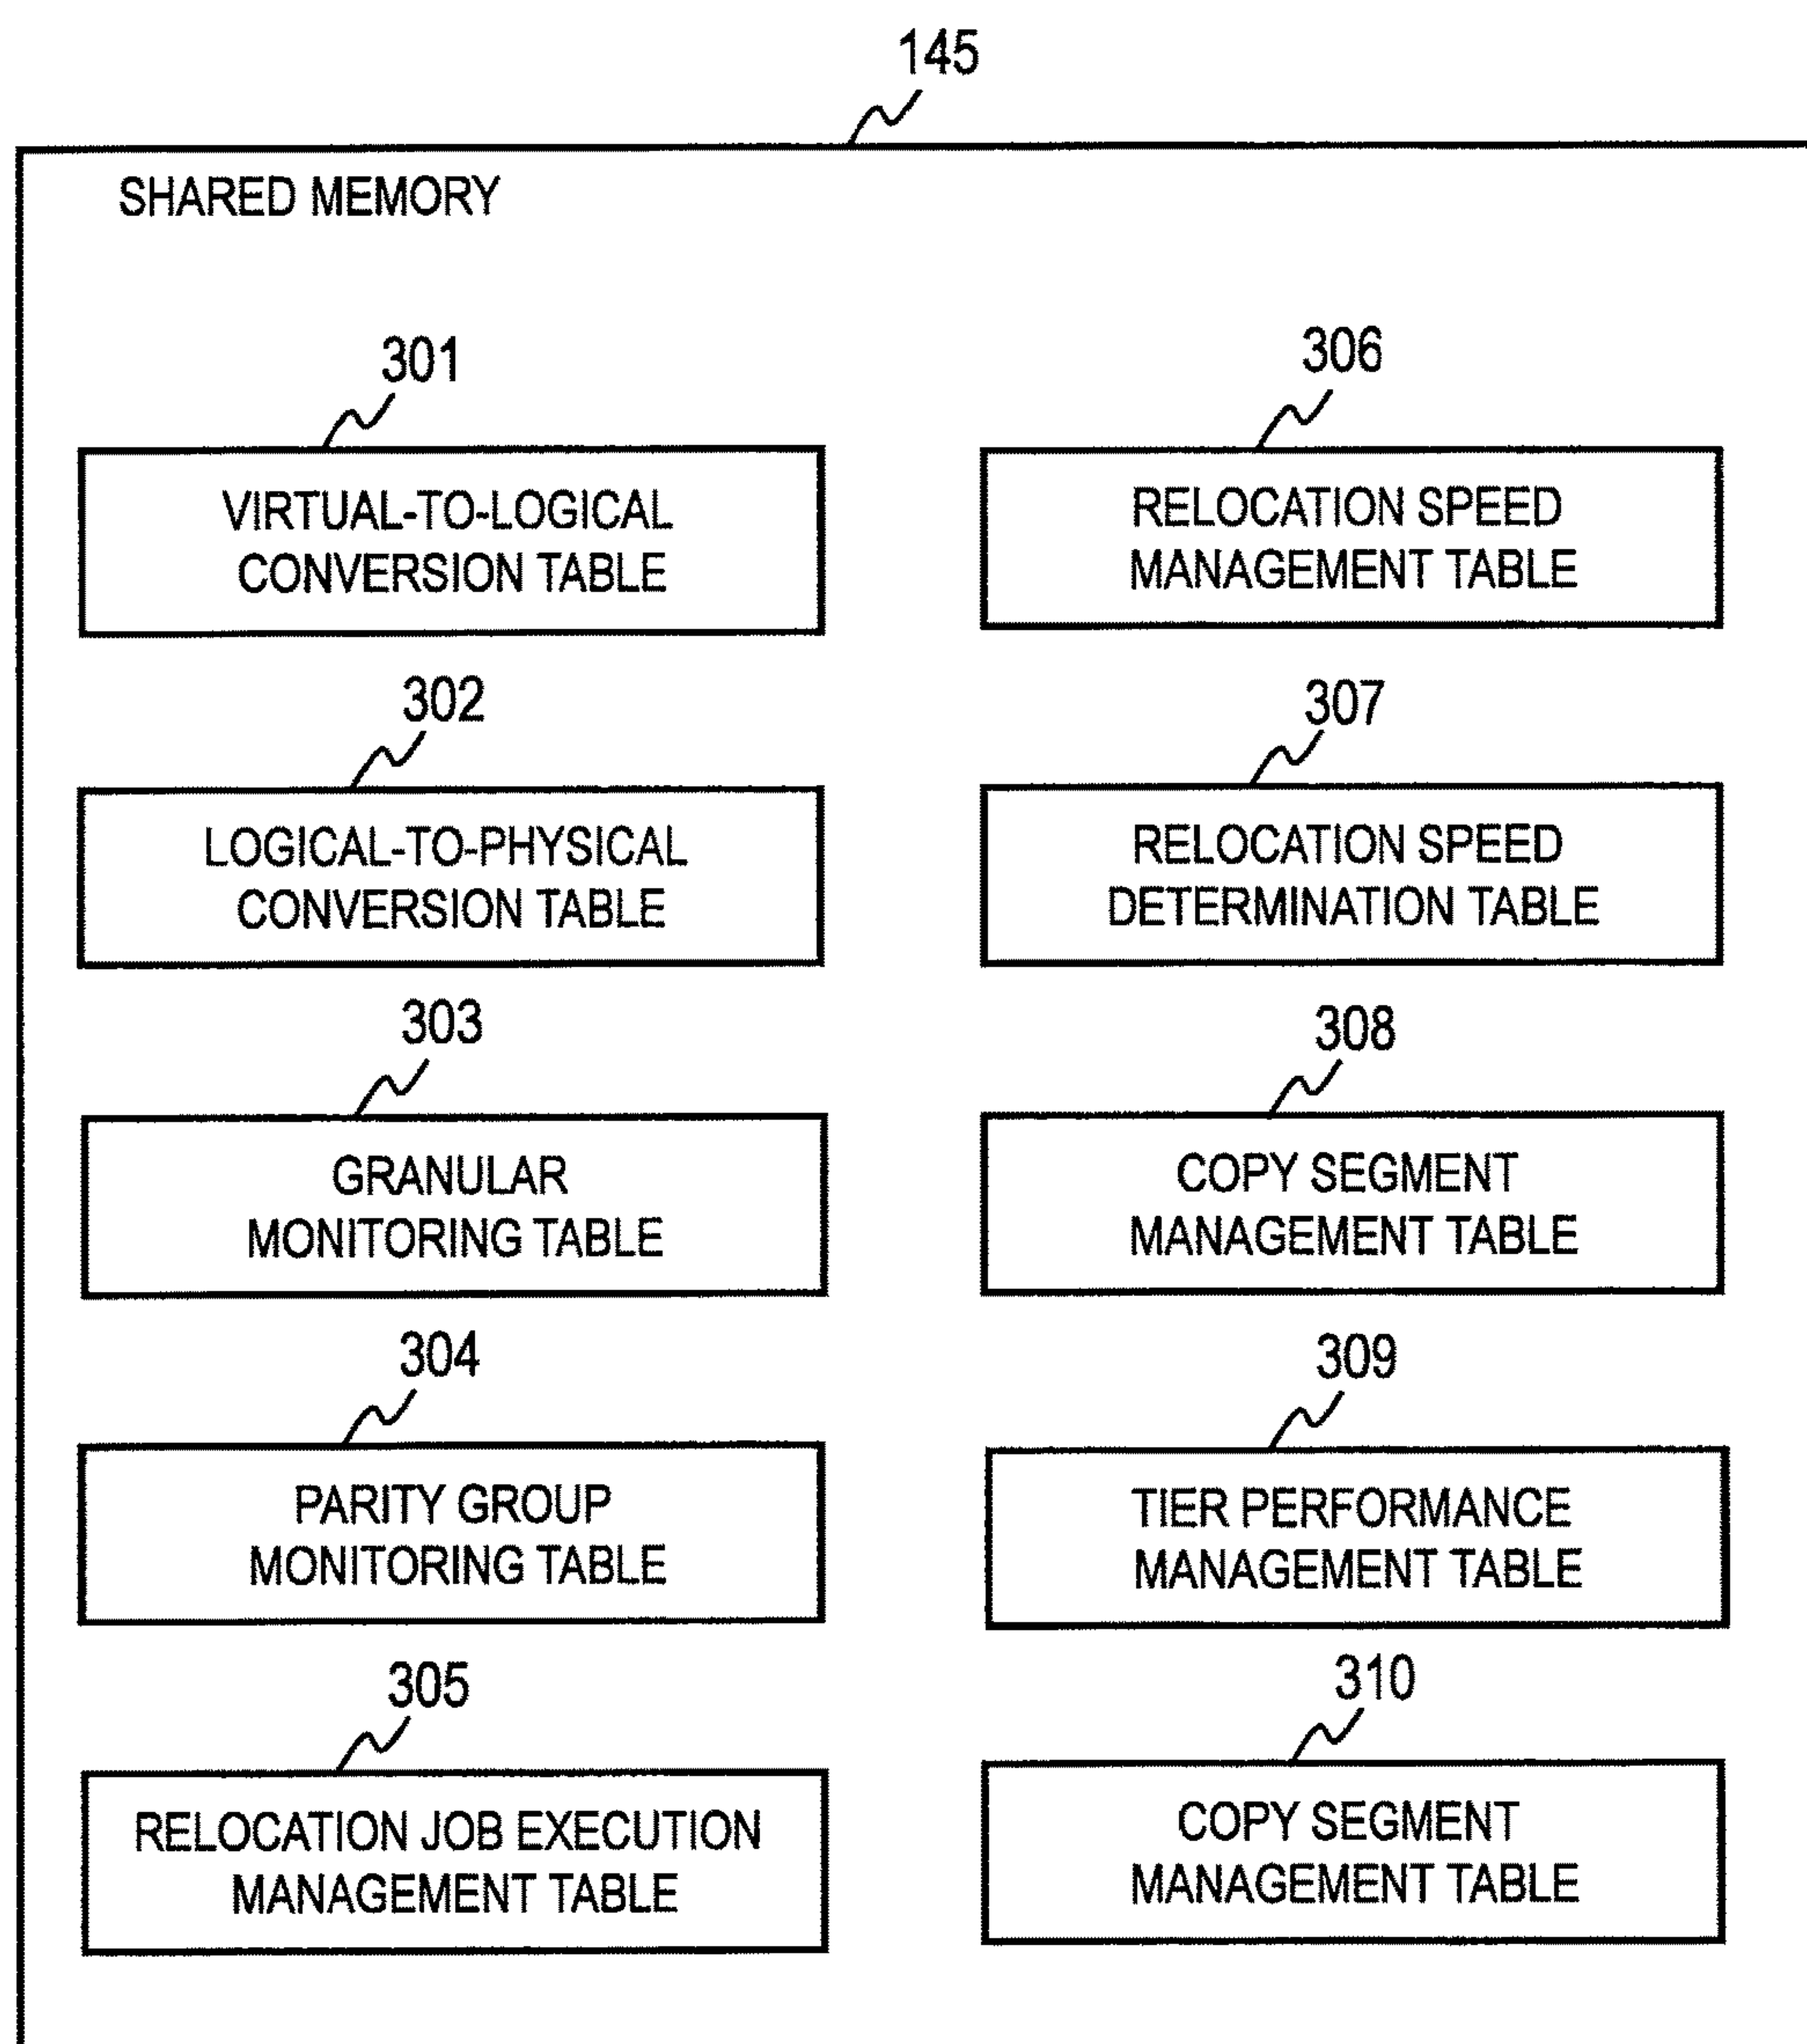 145
SHARED MEMORY
301
VIRTUAL-TO-LOGICAL
CONVERSION TABLE
306
RELOCATION SPEED
MANAGEMENT TABLE
302
LOGICAL-TO-PHYSICAL
CONVERSION TABLE
307
RELOCATION SPEED
DETERMINATION TABLE
303
GRANULAR
MONITORING TABLE
308
COPY SEGMENT
MANAGEMENT TABLE
304
PARITY GROUP
MONITORING TABLE
309
TIER PERFORMANCE
MANAGEMENT TABLE
305
RELOCATION JOB EXECUTION
MANAGEMENT TABLE
310
COPY SEGMENT
MANAGEMENT TABLE